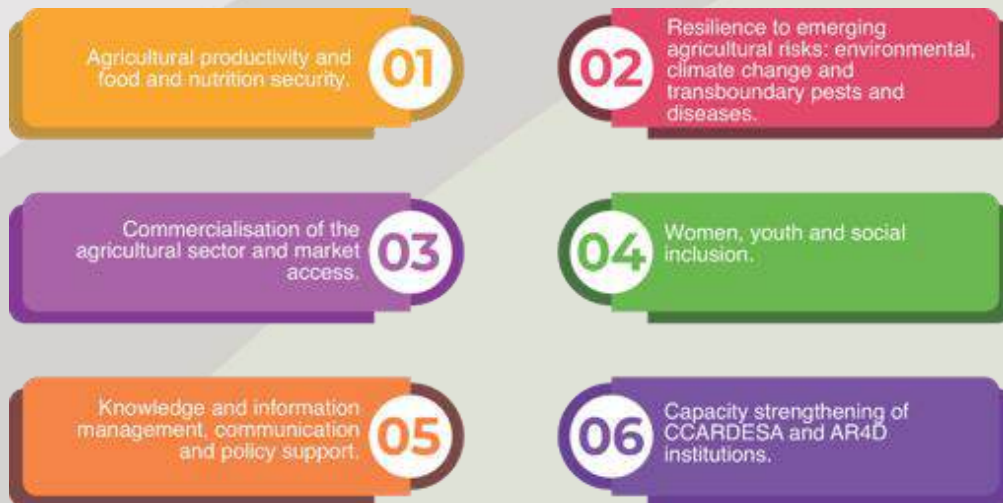 Agricultural productivity and
food and nutrition security.
01
02
Resilience to emerging
agricultural risks: environmental,
climate change and
transboundary pests and
diseases.
Commercialisation of the
agricultural sector and market
access.
03
04
Women, youth and social
inclusion.
Knowledge and information
management, communication
and policy support.
05
06
Capacity strengthening of
CCARDESA and AR4D
institutions.